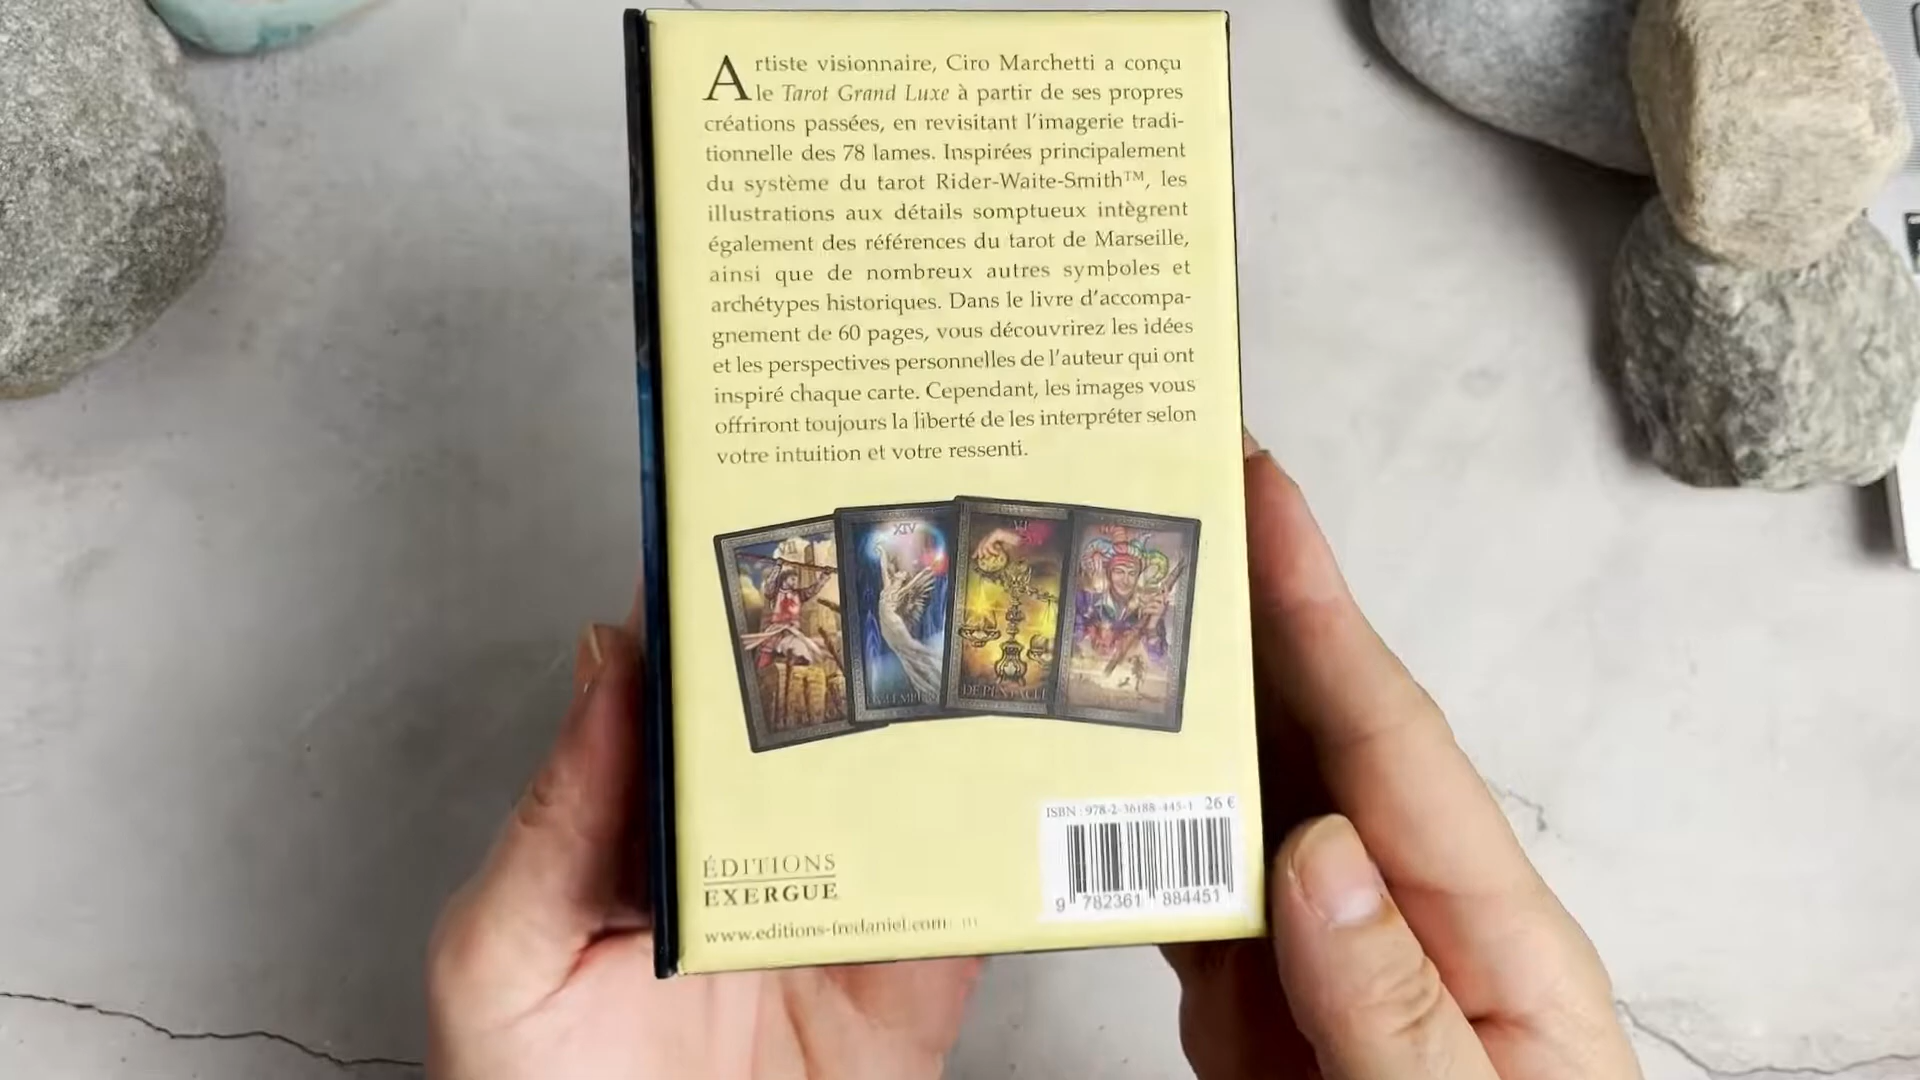 Artiste visionnaire, Ciro Marchetti a conçu
le Tarot Grand Luxe à partir de ses propres
créations passées, en revisitant l'imagerie tradi-
tionnelle des 78 lames. Inspirées principalement
du système du tarot Rider-Waite-Smith™, les
illustrations aux détails somptueux intègrent
également des références du tarot de Marseille,
ainsi que de nombreux autres symboles et
archétypes historiques. Dans le livre d'accompa-
gnement de 60 pages, vous découvrirez les idées
et les perspectives personnelles de l'auteur qui ont
inspiré chaque carte. Cependant, les images vous
offriront toujours la liberté de les interpréter selon
votre intuition et votre ressenti.
VII
XIV
VI
DE PENTACLE
ISBN : 978-2-36188-445-1 26 €
9 782361 884451
ÉDITIONS
EXERGUE
www.editions-tredaniel.com